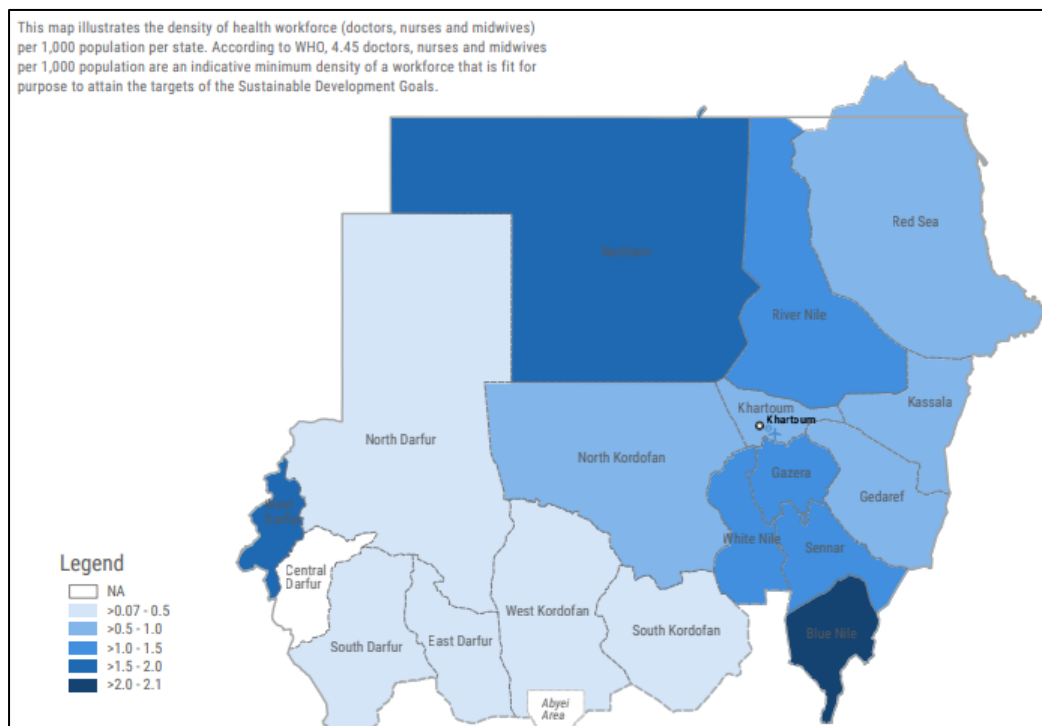 This map illustrates the density of health workforce (doctors, nurses and midwives)
per 1,000 population per state. According to WHO, 4.45 doctors, nurses and midwives
per 1,000 population are an indicative minimum density of a workforce that is fit for
purpose to attain the targets of the Sustainable Development Goals.
Red Sea
Northern
River Nile
Kassala
Khartoum
Khartoum
North Darfur
North Kordofan
Gazera
Gedaref
West
Darfur
White Nile
Sennar
Central
Darfur
West Kordofan
South Kordofan
Blue Nile
South Darfur
East Darfur
Abyei
Area
Legend
NA
>0.07 - 0.5
>0.5 - 1.0
>1.0 - 1.5
>1.5 - 2.0
>2.0 - 2.1